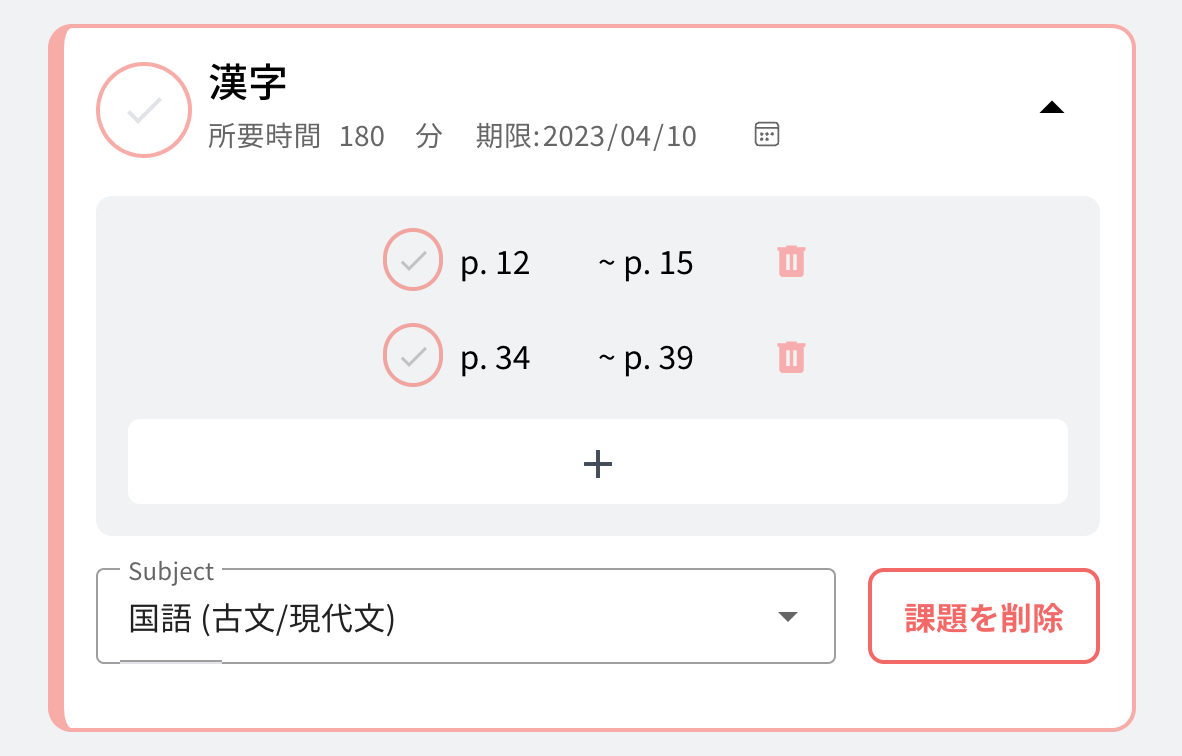 漢字
所要時間 180 分 期限:2023/04/10
p. 12 ~ p. 15
p. 34 ~ p. 39
+
Subject
国語 (古文/現代文)
課題を削除